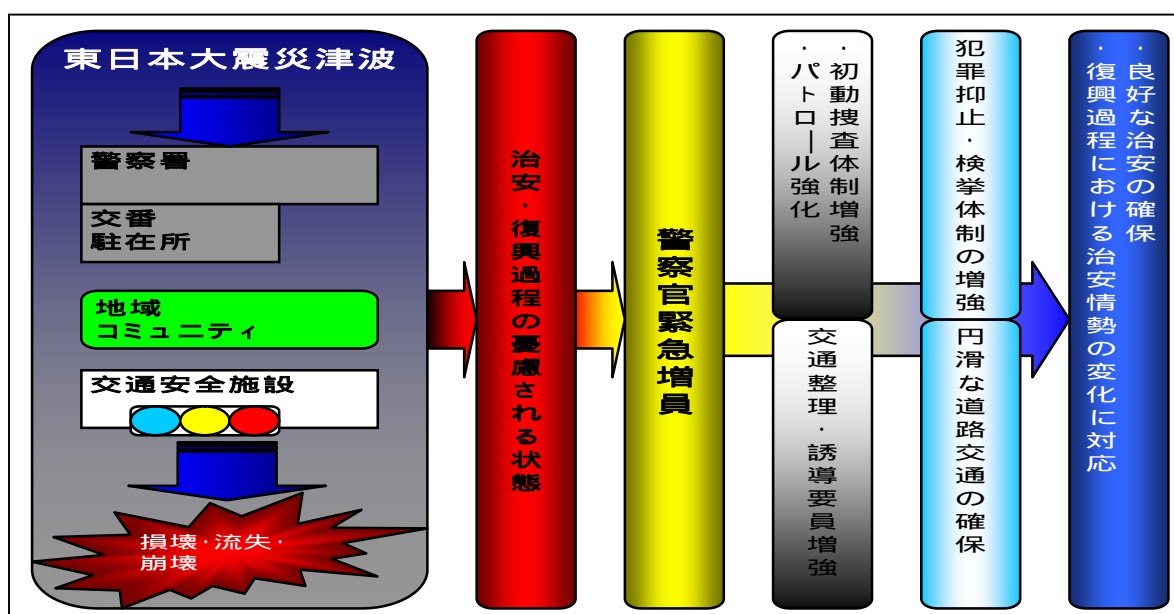 東日本大震災津波
警察署
交番
駐在所
地域
コミュニティ
交通安全施設
損壊・流失・
崩壊
治安・復興過程の憂慮される状態
警察官緊急増員
・初動捜査体制増強
・パトロール強化
交通整理・誘導要員増強
犯罪抑止・検挙体制の増強
円滑な道路交通の確保
・良好な治安の確保
・復興過程における治安情勢の変化に対応